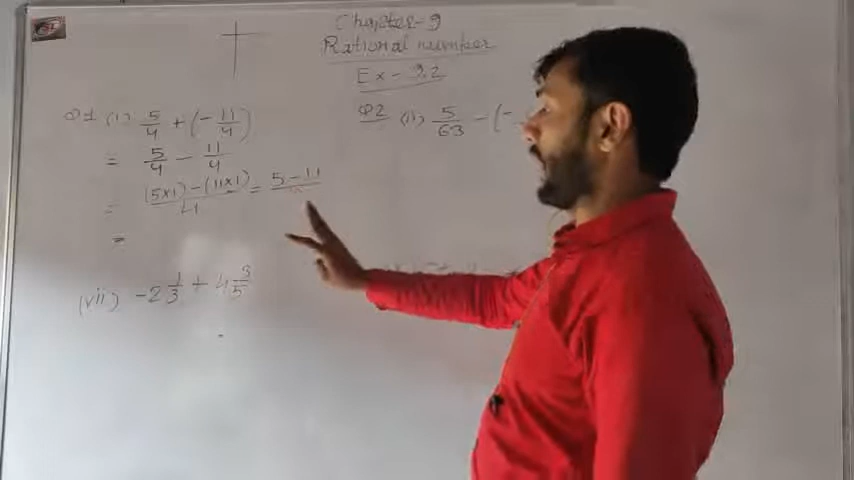 Chapter-9
Rational number
Ex-9.2
Q1 (i) 5/4 + (- 11/4)
= 5/4 - 11/4
= (5×1) - (11×1) / 4 = 5-11
=
(vii) -2 1/3 + 4 3/5
Q2 (i) 5/63 - (-